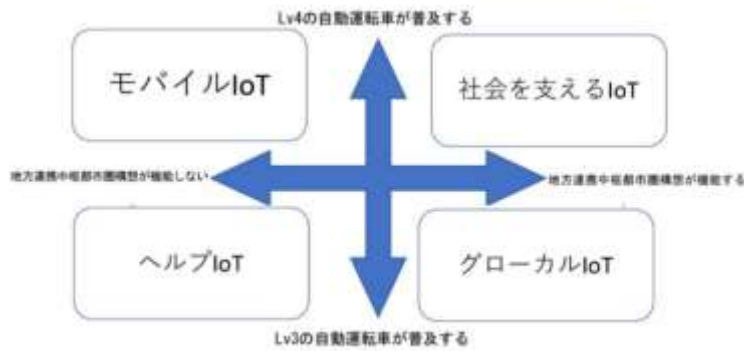 Lv4の自動運転車が普及する
モバイルIoT
社会を支えるIoT
地方連携中枢都市圏構想が機能しない
地方連携中枢都市圏構想が機能する
ヘルプIoT
グローカルIoT
Lv3の自動運転車が普及する